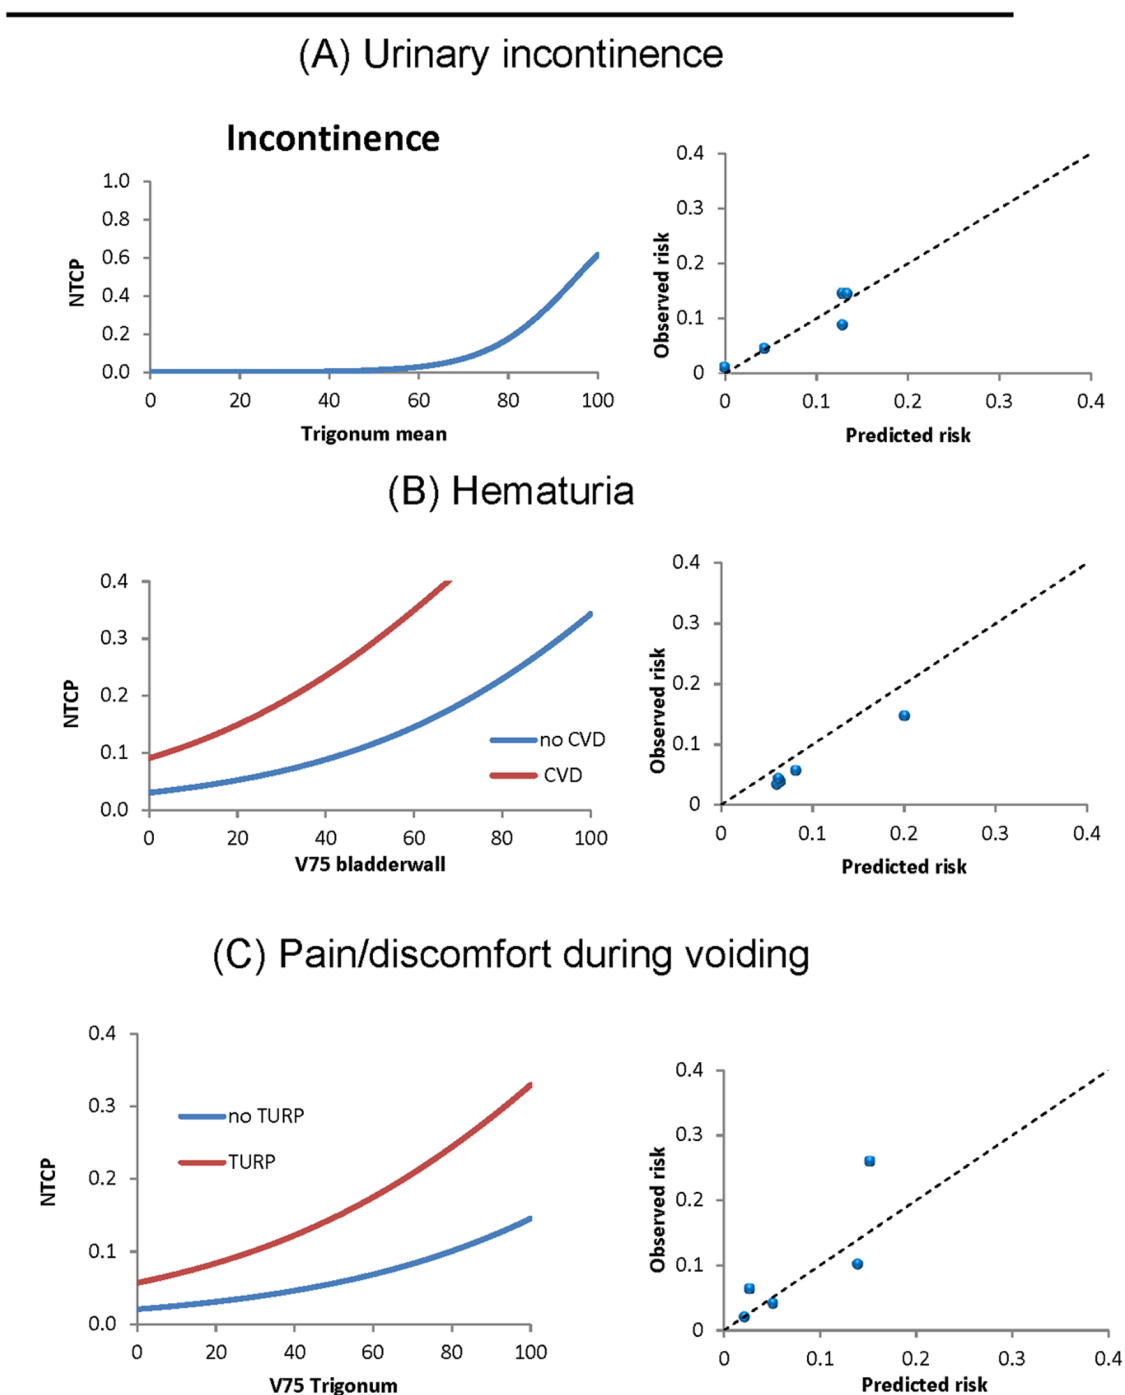 (A) Urinary incontinence
Incontinence
NTCP
1.0
0.8
0.6
0.4
0.2
0.0
0 20 40 60 80 100
Trigonum mean
Observed risk
0.4
0.3
0.2
0.1
0
0 0.1 0.2 0.3 0.4
Predicted risk
(B) Hematuria
NTCP
0.4
0.3
0.2
0.1
0.0
no CVD
CVD
0 20 40 60 80 100
V75 bladderwall
Observed risk
0.4
0.3
0.2
0.1
0
0 0.1 0.2 0.3 0.4
Predicted risk
(C) Pain/discomfort during voiding
NTCP
0.4
0.3
0.2
0.1
0.0
no TURP
TURP
0 20 40 60 80 100
V75 Trigonum
Observed risk
0.4
0.3
0.2
0.1
0
0 0.1 0.2 0.3 0.4
Predicted risk